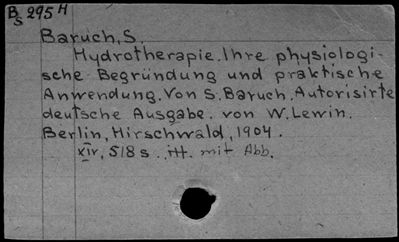 B 295 H
S
Baruch, S.
Hydrotherapie. Ihre physiologi-
sche Begründung und praktische
Anwendung. Von S. Baruch. Autorisirte
deutsche Ausgabe. von W. Lewin.
Berlin, Hirschwald, 1904.
XIV, 518 s. mit Abb.